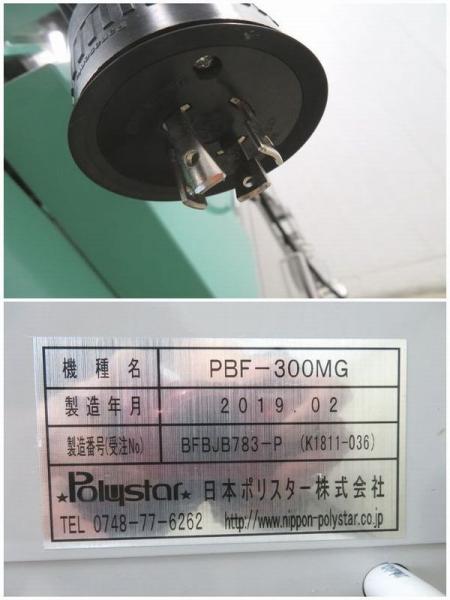 機種名 PBF-300MG
製造年月 2019.02
製造番号(受注No) BFBJB783-P (K1811-036)
★Polystar★ 日本ポリスター株式会社
TEL 0748-77-6262 http://www.nippon-polystar.co.jp